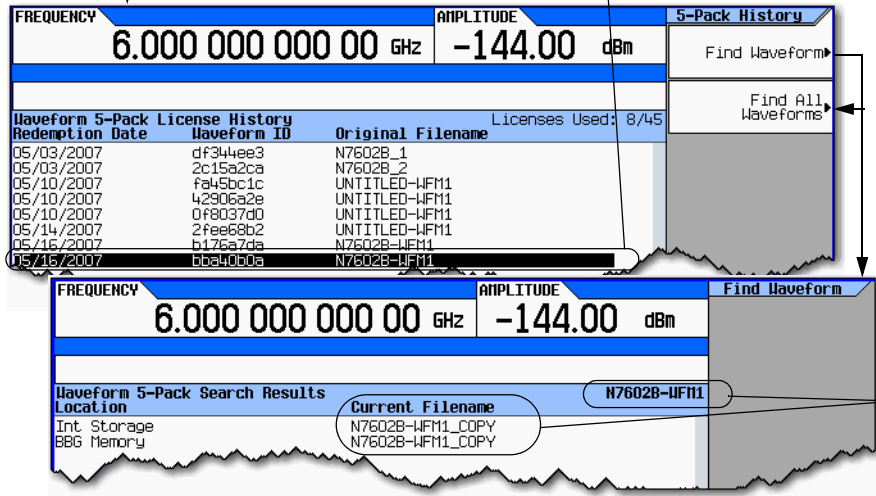 FREQUENCY AMPLITUDE 5-Pack History
6.000 000 000 00 GHz -144.00 dBm
Find Waveform
Find All
Waveforms
Waveform 5-Pack License History Licenses Used: 8/45
Redemption Date Waveform ID Original Filename
05/03/2007 df344ee3 N7602B_1
05/03/2007 2c15a2ca N7602B_2
05/10/2007 fa45bc1c UNTITLED-WFM1
05/10/2007 42906a2e UNTITLED-WFM1
05/10/2007 0f8037d0 UNTITLED-WFM1
05/14/2007 2fee68b2 UNTITLED-WFM1
05/16/2007 b176a7da N7602B-WFM1
05/16/2007 bba40b0a N7602B-WFM1
FREQUENCY AMPLITUDE Find Waveform
6.000 000 000 00 GHz -144.00 dBm
Waveform 5-Pack Search Results N7602B-WFM1
Location Current Filename
Int Storage N7602B-WFM1_COPY
BBG Memory N7602B-WFM1_COPY